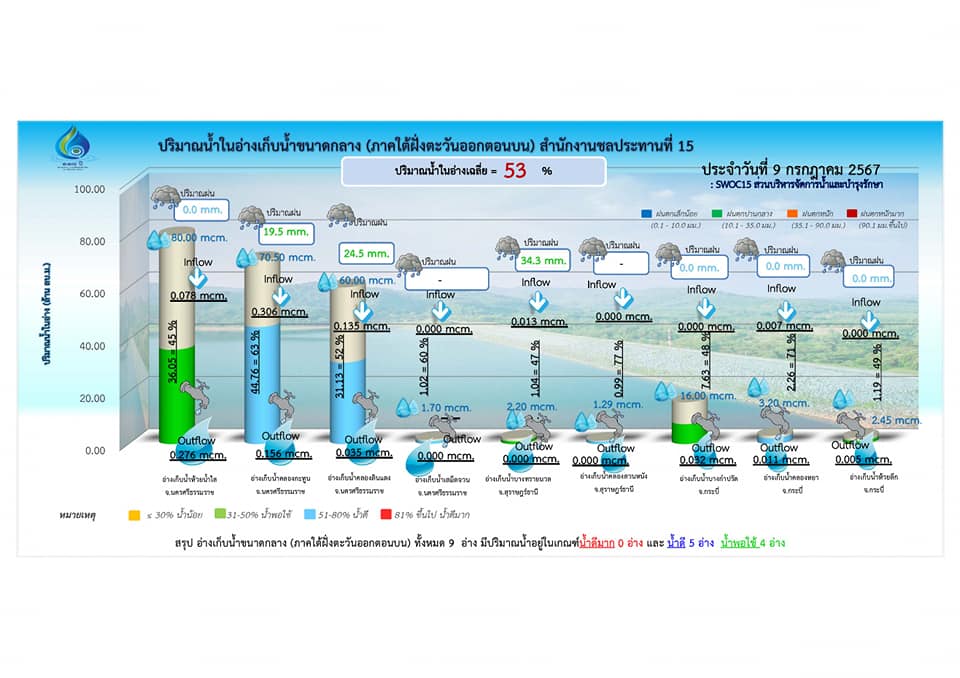 ปริมาณน้ำในอ่างเก็บน้ำขนาดกลาง (ภาคใต้ฝั่งตะวันออกตอนบน) สำนักงานชลประทานที่ 15
ปริมาณน้ำในอ่างเฉลี่ย = 53 %
ประจำวันที่ 9 กรกฎาคม 2567
: SWOC15 ส่วนบริหารจัดการน้ำและบำรุงรักษา
ฝนตกเล็กน้อย ฝนตกปานกลาง ฝนตกหนัก ฝนตกหนักมาก
(0.1 - 10.0 มม.) (10.1 - 35.0 มม.) (35.1 - 90.0 มม.) (90.1 มม.ขึ้นไป)
ปริมาณน้ำในอ่าง (ล้าน ลบ.ม.)
100.00
80.00
60.00
40.00
20.00
0.00
ปริมาณฝน
0.0 mm.
80.00 mcm.
Inflow
0.078 mcm.
36.05 = 45 %
Outflow
0.276 mcm.
อ่างเก็บน้ำห้วยน้ำใส
จ.นครศรีธรรมราช
ปริมาณฝน
19.5 mm.
70.50 mcm.
Inflow
0.306 mcm.
44.76 = 63 %
Outflow
0.156 mcm.
อ่างเก็บน้ำคลองกะทูน
จ.นครศรีธรรมราช
ปริมาณฝน
24.5 mm.
60.00 mcm.
Inflow
0.135 mcm.
31.13 = 52 %
Outflow
0.035 mcm.
อ่างเก็บน้ำคลองดินแดง
จ.นครศรีธรรมราช
ปริมาณฝน
-
Inflow
0.000 mcm.
1.02 = 60 %
1.70 mcm.
Outflow
0.000 mcm.
อ่างเก็บน้ำเสม็ดจวน
จ.นครศรีธรรมราช
ปริมาณฝน
34.3 mm.
Inflow
0.013 mcm.
1.04 = 47 %
2.20 mcm.
Outflow
0.000 mcm.
อ่างเก็บน้ำบางทรายนวล
จ.สุราษฎร์ธานี
ปริมาณฝน
-
Inflow
0.000 mcm.
0.99 = 77 %
1.29 mcm.
Outflow
0.000 mcm.
อ่างเก็บน้ำคลองสวนหนัง
จ.สุราษฎร์ธานี
ปริมาณฝน
0.0 mm.
Inflow
0.000 mcm.
7.63 = 48 %
16.00 mcm.
Outflow
0.032 mcm.
อ่างเก็บน้ำบางกำปรัด
จ.กระบี่
ปริมาณฝน
0.0 mm.
Inflow
0.007 mcm.
2.26 = 71 %
3.20 mcm.
Outflow
0.011 mcm.
อ่างเก็บน้ำคลองหยา
จ.กระบี่
ปริมาณฝน
0.0 mm.
Inflow
0.000 mcm.
1.19 = 49 %
2.45 mcm.
Outflow
0.005 mcm.
อ่างเก็บน้ำห้วยลึก
จ.กระบี่
หมายเหตุ ≤ 30% น้ำน้อย 31-50% น้ำพอใช้ 51-80% น้ำดี 81% ขึ้นไป น้ำดีมาก
สรุป อ่างเก็บน้ำขนาดกลาง (ภาคใต้ฝั่งตะวันออกตอนบน) ทั้งหมด 9 อ่าง มีปริมาณน้ำอยู่ในเกณฑ์น้ำดีมาก 0 อ่าง และ น้ำดี 5 อ่าง น้ำพอใช้ 4 อ่าง